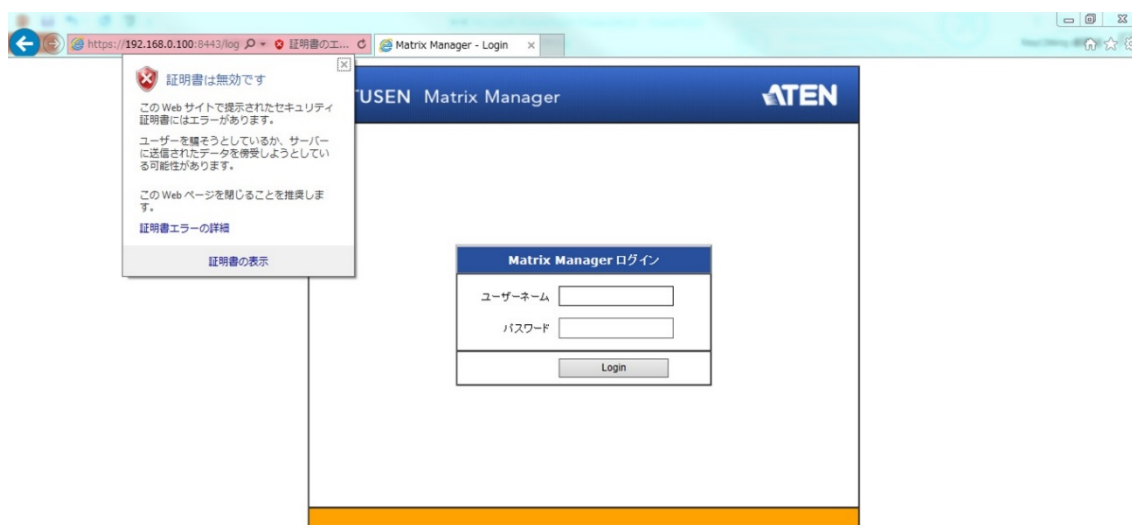 https://192.168.0.100:8443/log
証明書のエ...
Matrix Manager - Login
証明書は無効です
この Web サイトで提示されたセキュリティ
証明書にはエラーがあります。
ユーザーを騙そうとしているか、サーバー
に送信されたデータを傍受しようとしてい
る可能性があります。
この Web ページを閉じることを推奨しま
す。
証明書エラーの詳細
証明書の表示
TUSEN Matrix Manager
ATEN
Matrix Manager ログイン
ユーザーネーム
パスワード
Login